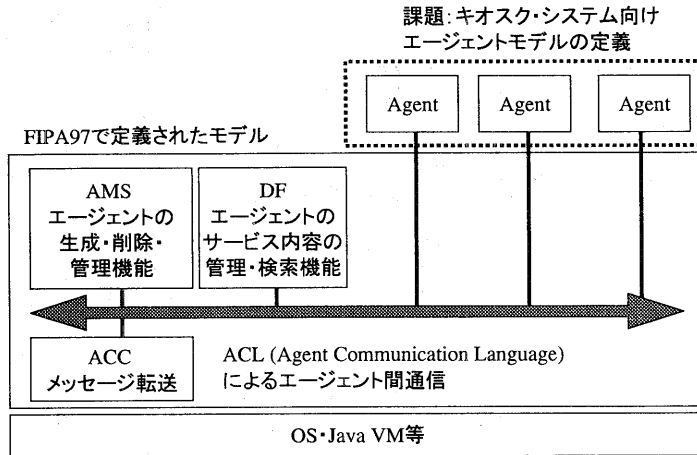 課題:キオスク・システム向け
エージェントモデルの定義
Agent
Agent
Agent
FIPA97で定義されたモデル
AMS
エージェントの
生成・削除・
管理機能
DF
エージェントの
サービス内容の
管理・検索機能
ACC
メッセージ転送
ACL (Agent Communication Language)
によるエージェント間通信
OS・Java VM等